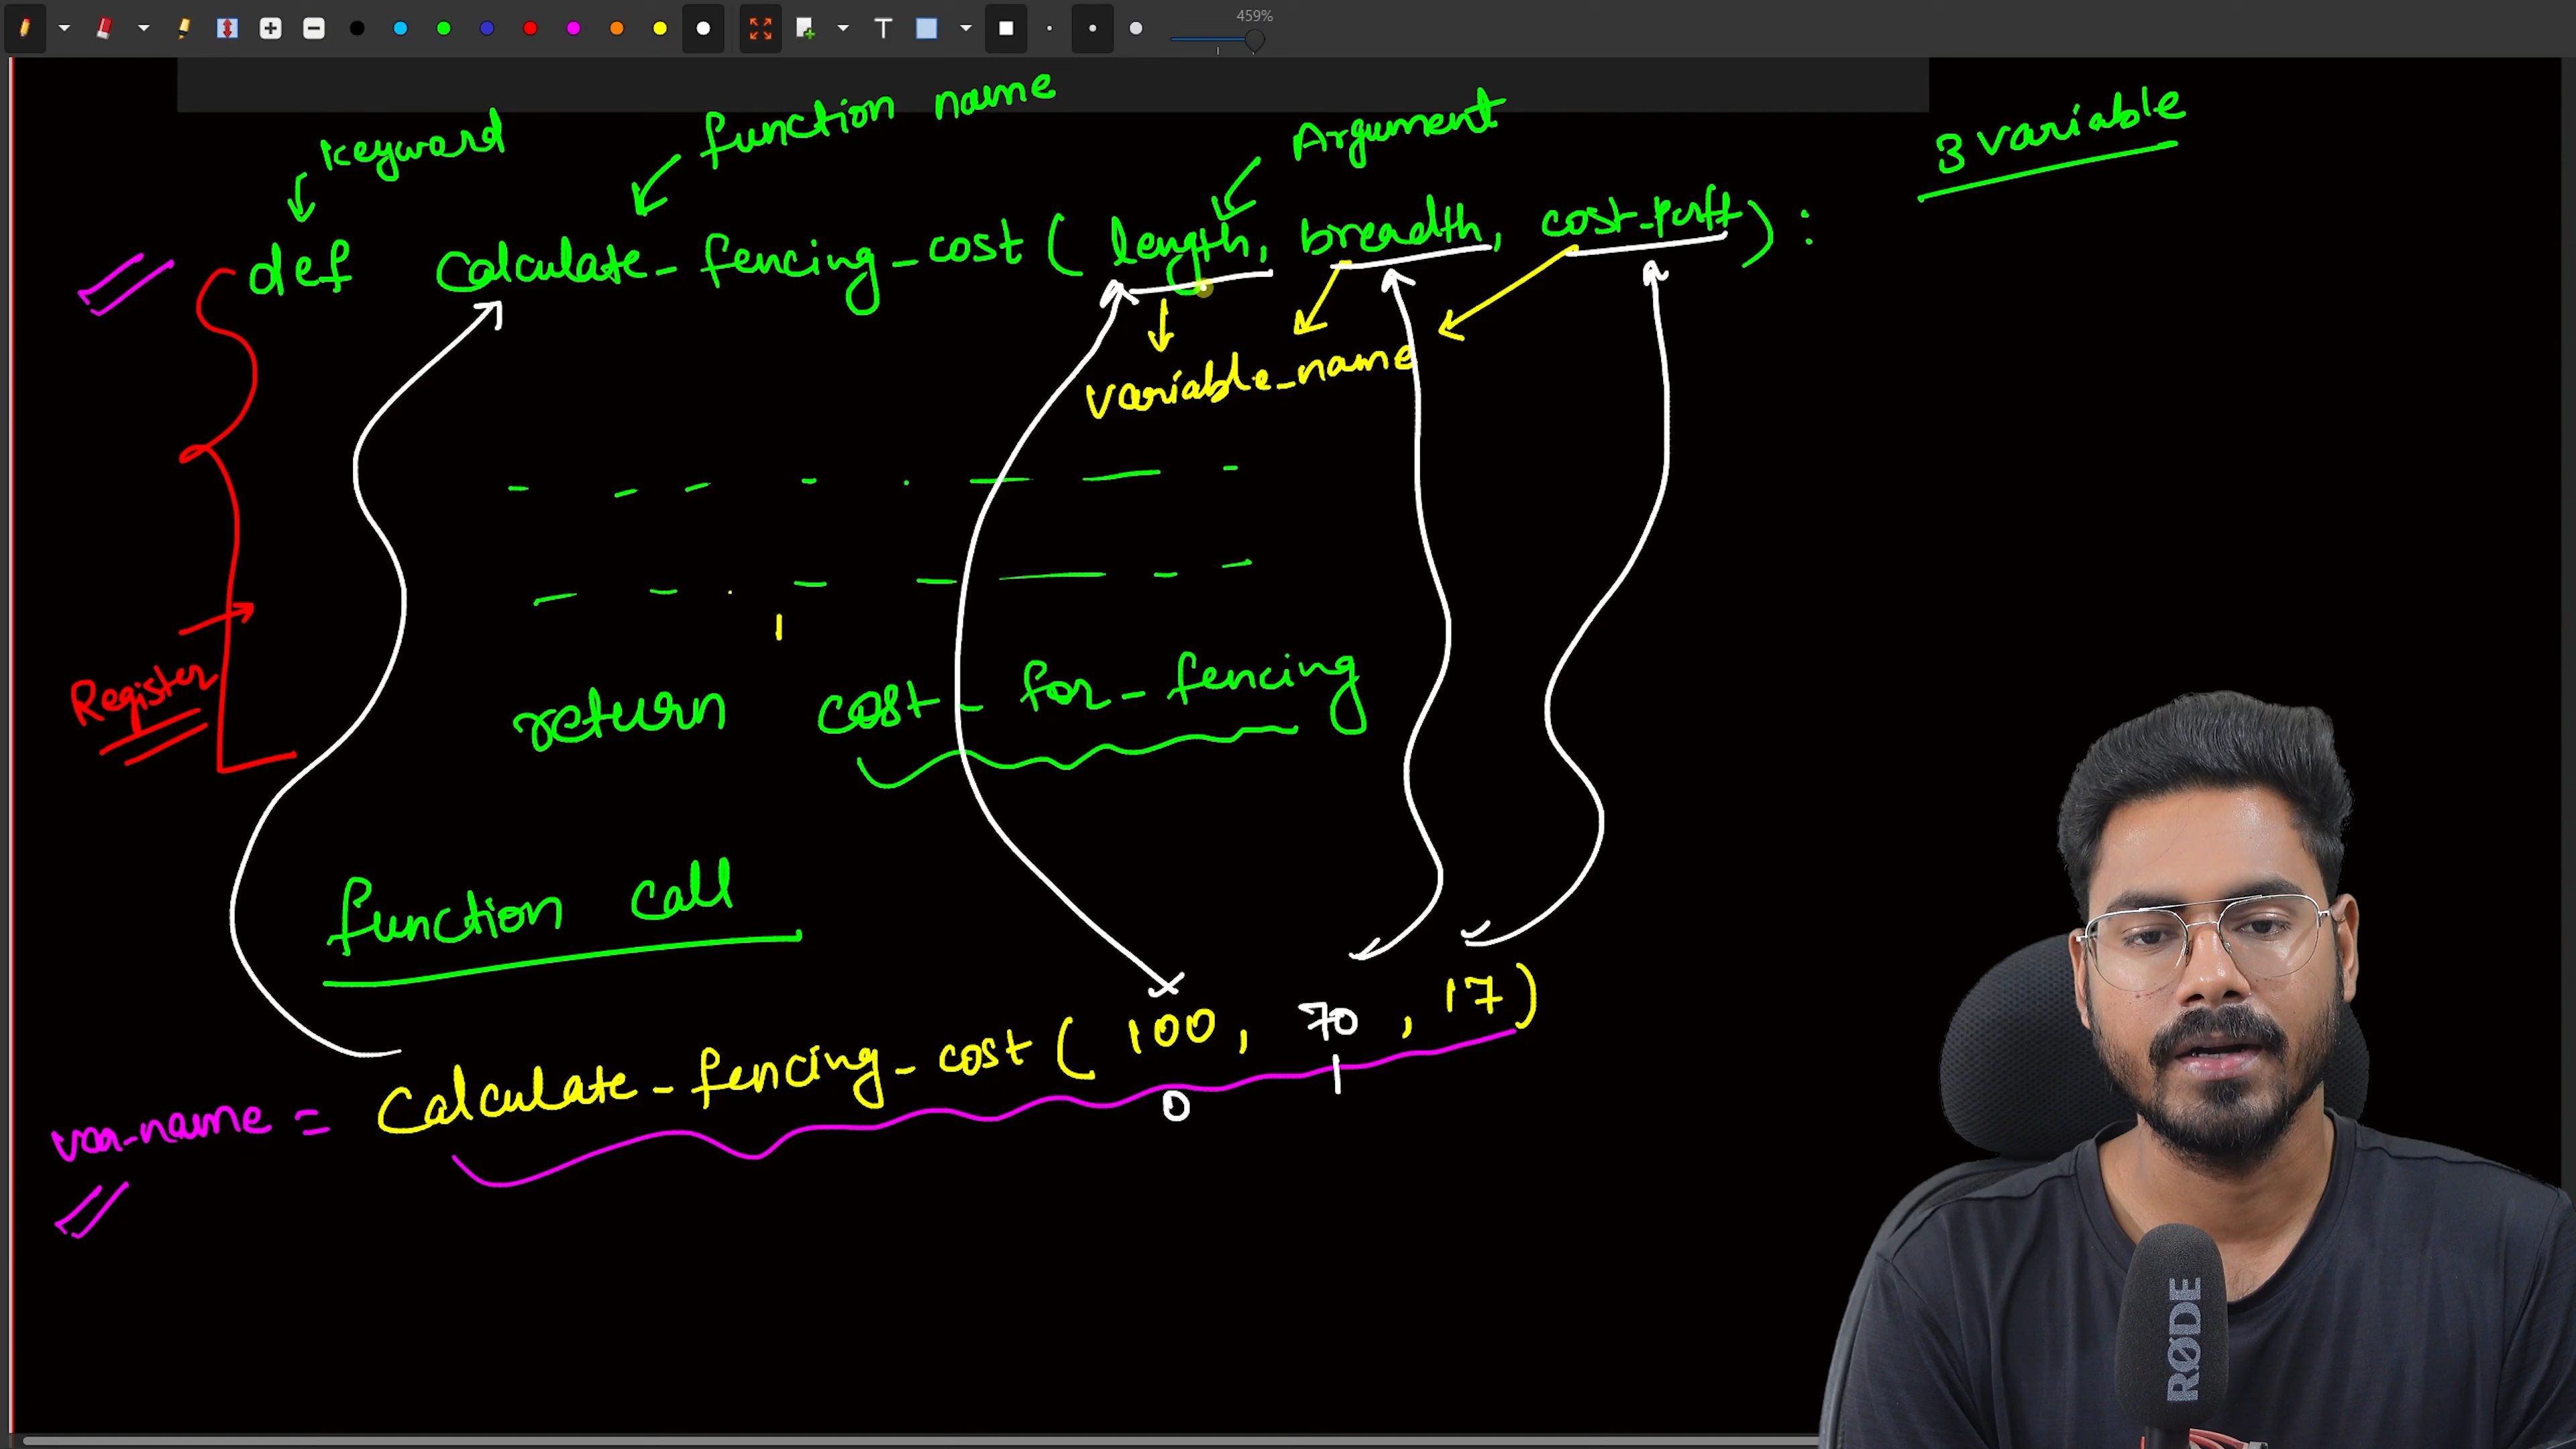 459%
keyword
function name
Argument
3 variable
def calculate-fencing-cost (length, breadth, cost-perft):
variable-name
return cost-for-fencing
Register
function call
var-name = calculate-fencing-cost (100, 70, 17)
0 1
RØDE